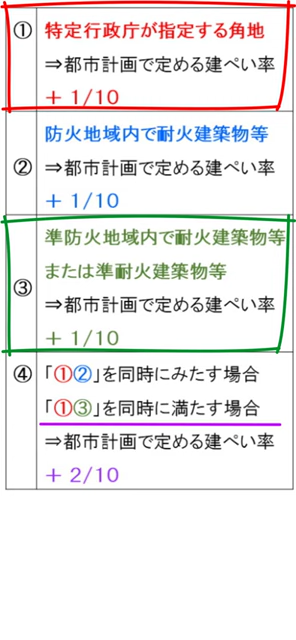 ① 特定行政庁が指定する角地
⇒都市計画で定める建ぺい率
+ 1/10
防火地域内で耐火建築物等
② ⇒都市計画で定める建ぺい率
+ 1/10
準防火地域内で耐火建築物等
または準耐火建築物等
③ ⇒都市計画で定める建ぺい率
+ 1/10
④ 「①②」を同時にみたす場合
「①③」を同時に満たす場合
⇒都市計画で定める建ぺい率
+ 2/10